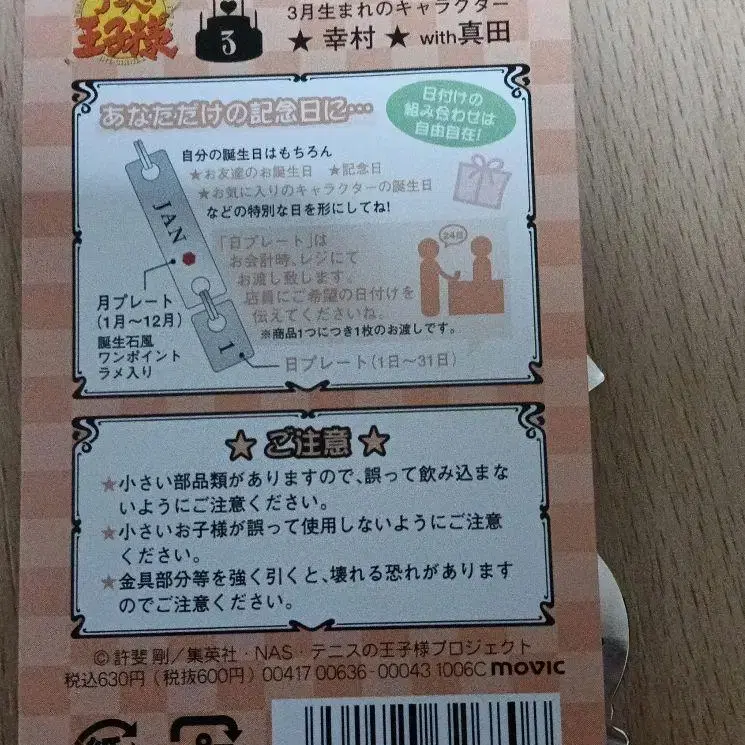 王子様
3
3月生まれのキャラクター
★ 幸村 ★ with真田
あなただけの記念日に…
日付けの
組み合わせは
自由自在!
自分の誕生日はもちろん
★お友達のお誕生日 ★記念日
★お気に入りのキャラクターの誕生日
などの特別な日を形にしてね!
JAN
「日プレート」は
お会計時、レジにて
お渡し致します。
店員にご希望の日付けを
伝えてくださいね。
※商品1つにつき1枚のお渡しです。
24日
月プレート
(1月〜12月)
誕生石風
ワンポイント
ラメ入り
1
日プレート(1日〜31日)
★ ご注意 ★
★小さい部品類がありますので、誤って飲み込まな
いようにご注意ください。
★小さいお子様が誤って使用しないようにご注意
ください。
★金具部分等を強く引くと、壊れる恐れがあります
のでご注意ください。
©許斐 剛／集英社・NAS・テニスの王子様プロジェクト
税込630円(税抜600円) 00417 00636-00043 1006C movic